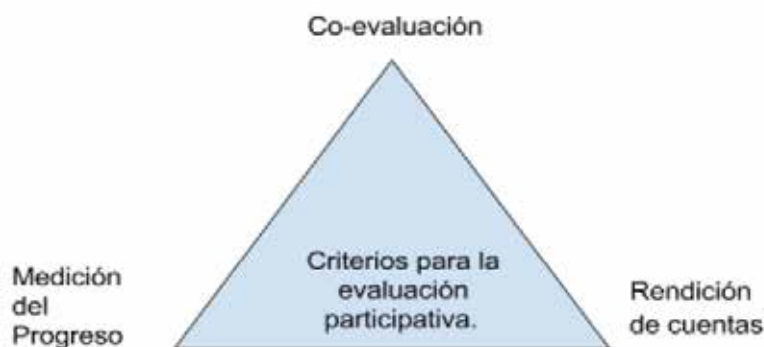 Co-evaluación
Criterios para la
evaluación
participativa.
Medición
del
Progreso
Rendición
de cuentas